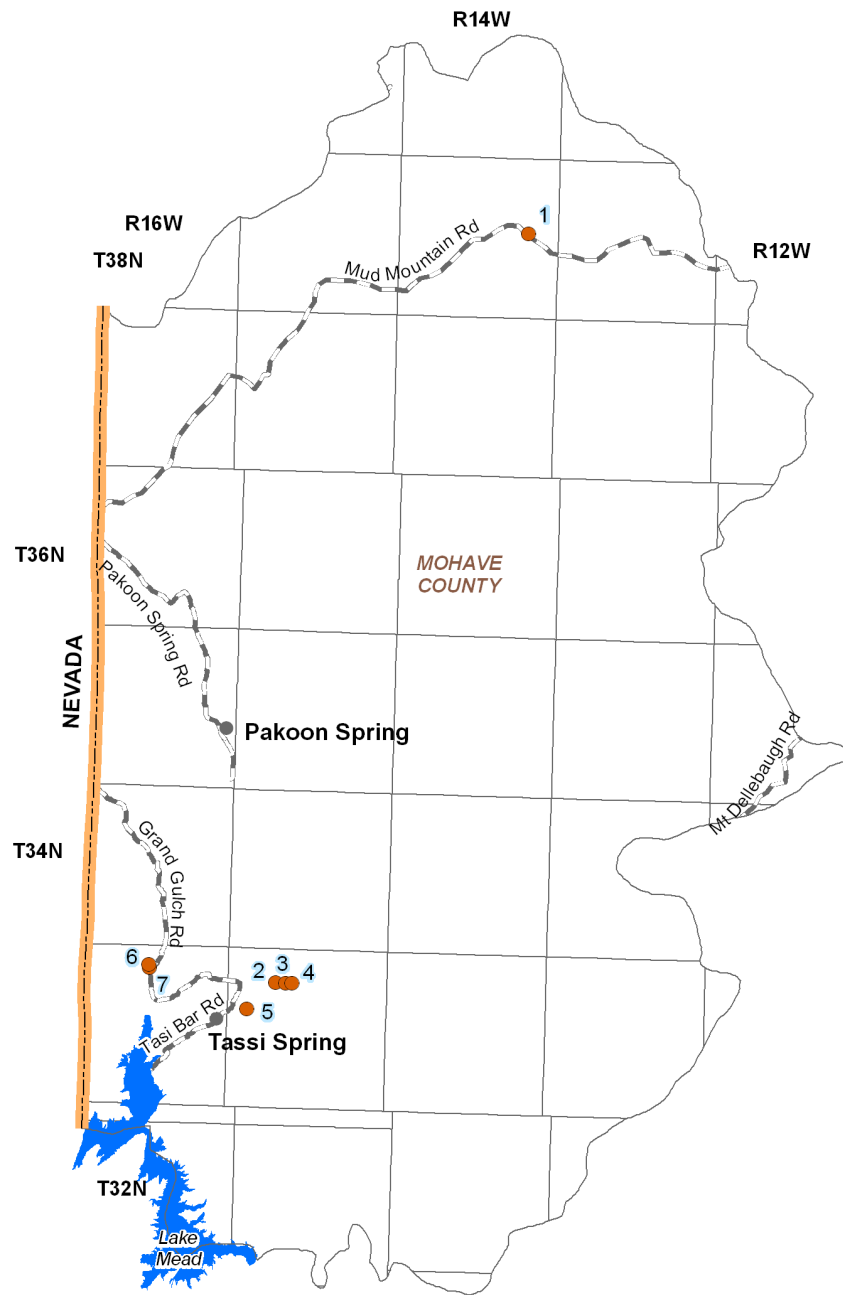 R14W
R16W
1
T38N
Mud Mountain Rd
R12W
T36N
MOHAVE
COUNTY
Pakoon Spring Rd
NEVADA
Pakoon Spring
Mt Dellebaugh Rd
T34N
Grand Gulch Rd
6
7
2
3
4
5
Tasi Bar Rd
Tassi Spring
T32N
Lake
Mead